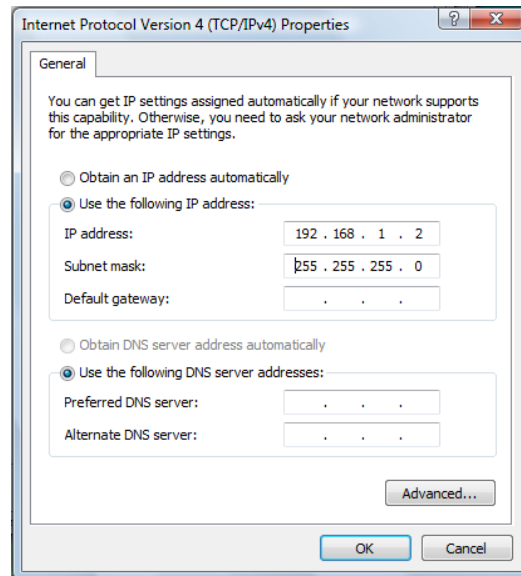 Internet Protocol Version 4 (TCP/IPv4) Properties
?
General
You can get IP settings assigned automatically if your network supports
this capability. Otherwise, you need to ask your network administrator
for the appropriate IP settings.
Obtain an IP address automatically
Use the following IP address:
IP address: 192 . 168 . 1 . 2
Subnet mask: 255 . 255 . 255 . 0
Default gateway: . . .
Obtain DNS server address automatically
Use the following DNS server addresses:
Preferred DNS server: . . .
Alternate DNS server: . . .
Advanced...
OK Cancel